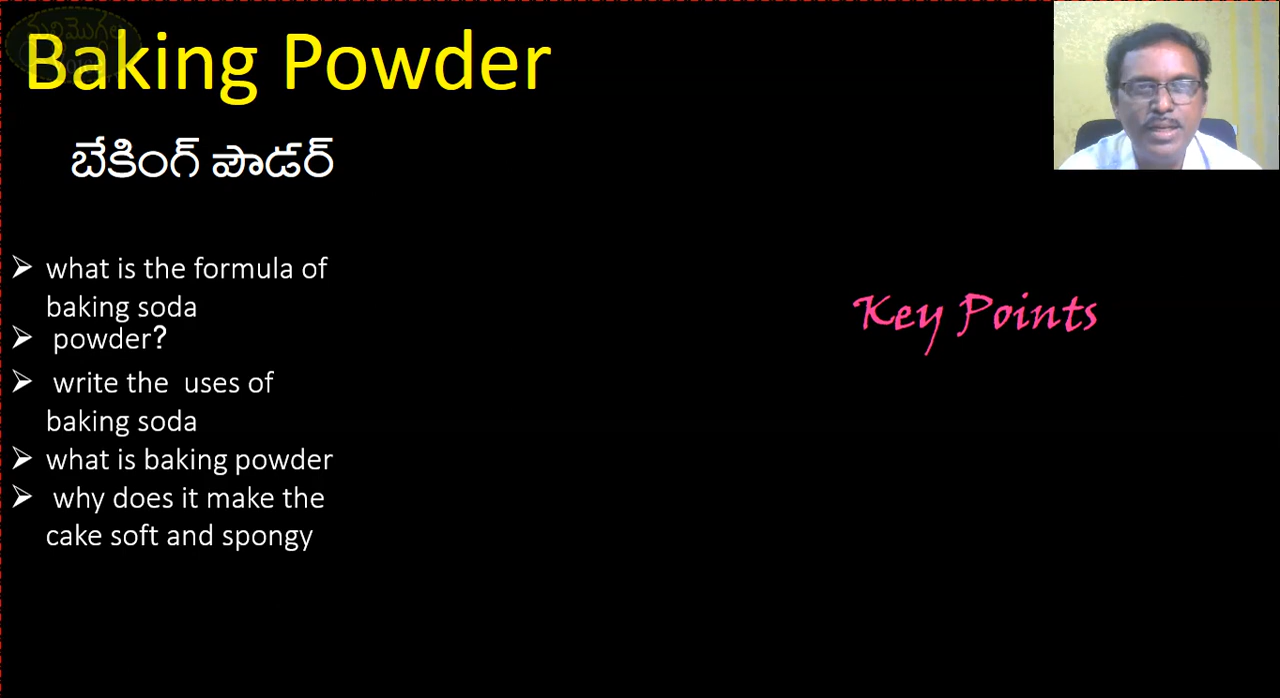 Baking Powder
బేకింగ్ పౌడర్
➢ what is the formula of
baking soda
➢ powder?
➢ write the uses of
baking soda
➢ what is baking powder
➢ why does it make the
cake soft and spongy
Key Points